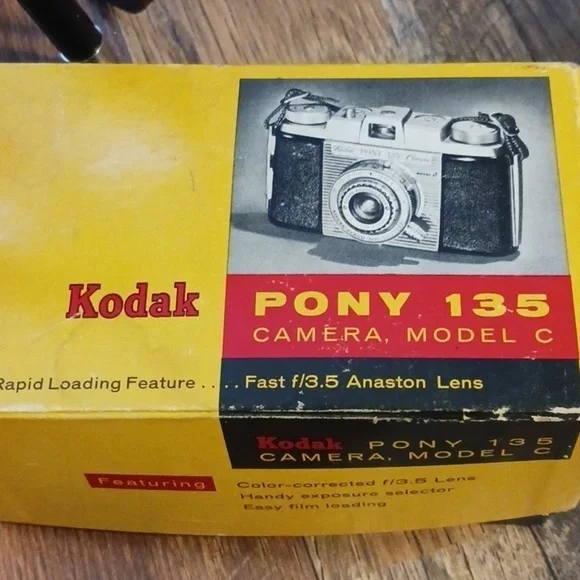 Kodak PONY 135
CAMERA, MODEL C
Rapid Loading Feature .... Fast f/3.5 Anaston Lens
Kodak PONY 135
CAMERA, MODEL C
Featuring Color-corrected f/3.5 Lens
Handy exposure selector
Easy film loading